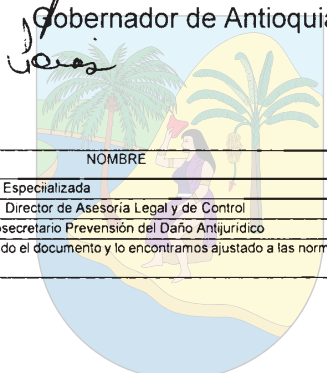 Gobernador de Antioquia
NOMBRE
Especiializada
Director de Asesoría Legal y de Control
secretario Prevención del Daño Antijurídico
do el documento y lo encontramos ajustado a las norm